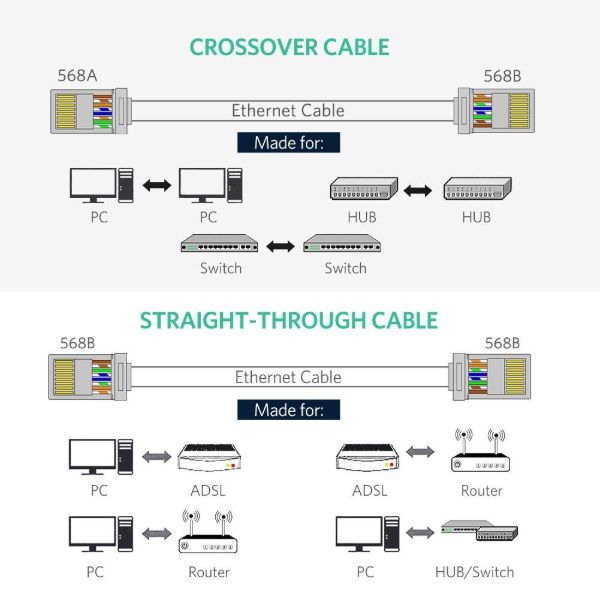 CROSSOVER CABLE
568A
568B
Ethernet Cable
Made for:
PC
PC
HUB
HUB
Switch
Switch
STRAIGHT-THROUGH CABLE
568B
568B
Ethernet Cable
Made for:
PC
ADSL
ADSL
Router
PC
Router
PC
HUB/Switch